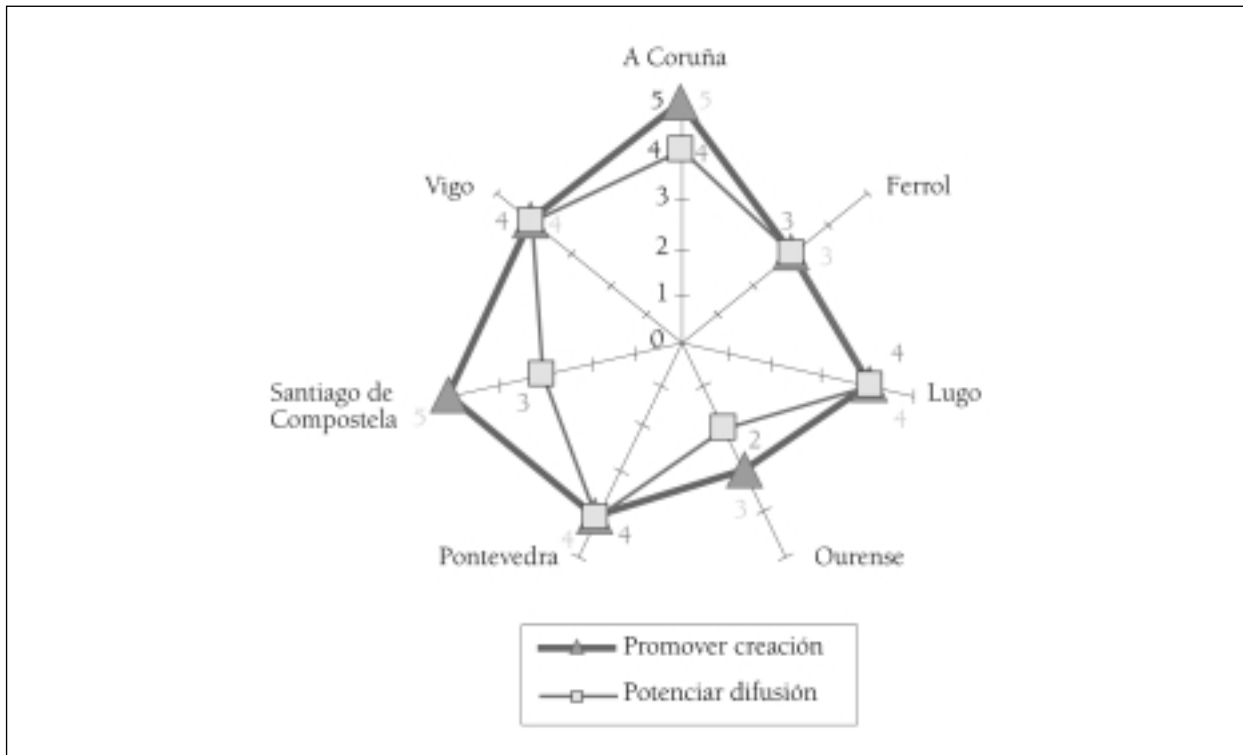 A Coruña
5 5
Vigo
4 4
Ferrol
4 4
3
3
3
2
1
0
4
Lugo
4
Santiago de
Compostela
5
3
2
3
4
4
Pontevedra
Ourense
Promover creación
Potenciar difusión